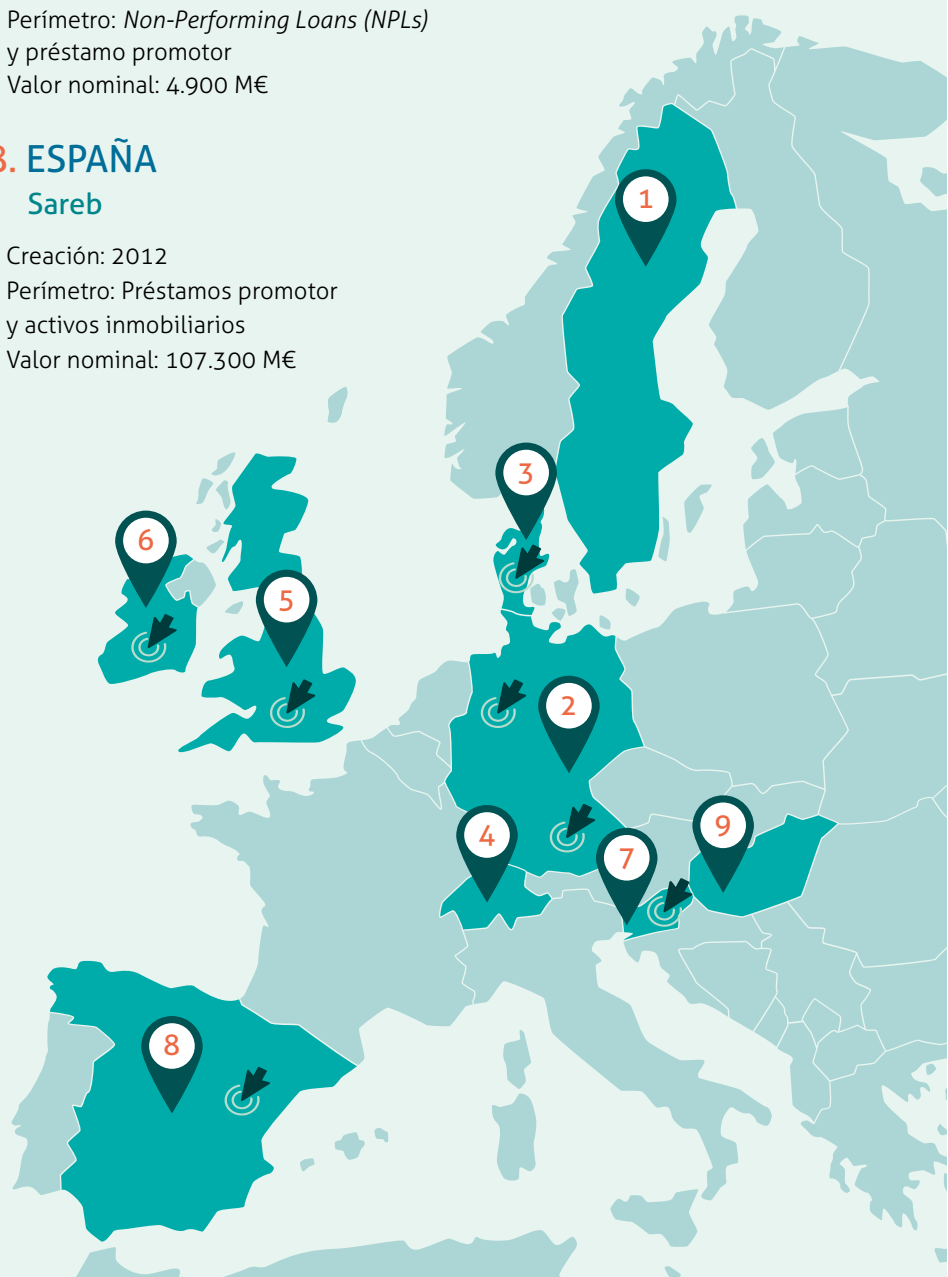 Perímetro: Non-Performing Loans (NPLs)
y préstamo promotor
Valor nominal: 4.900 M€
8. ESPAÑA
Sareb
Creación: 2012
Perímetro: Préstamos promotor
y activos inmobiliarios
Valor nominal: 107.300 M€
1
3
6
5
2
9
4
7
8